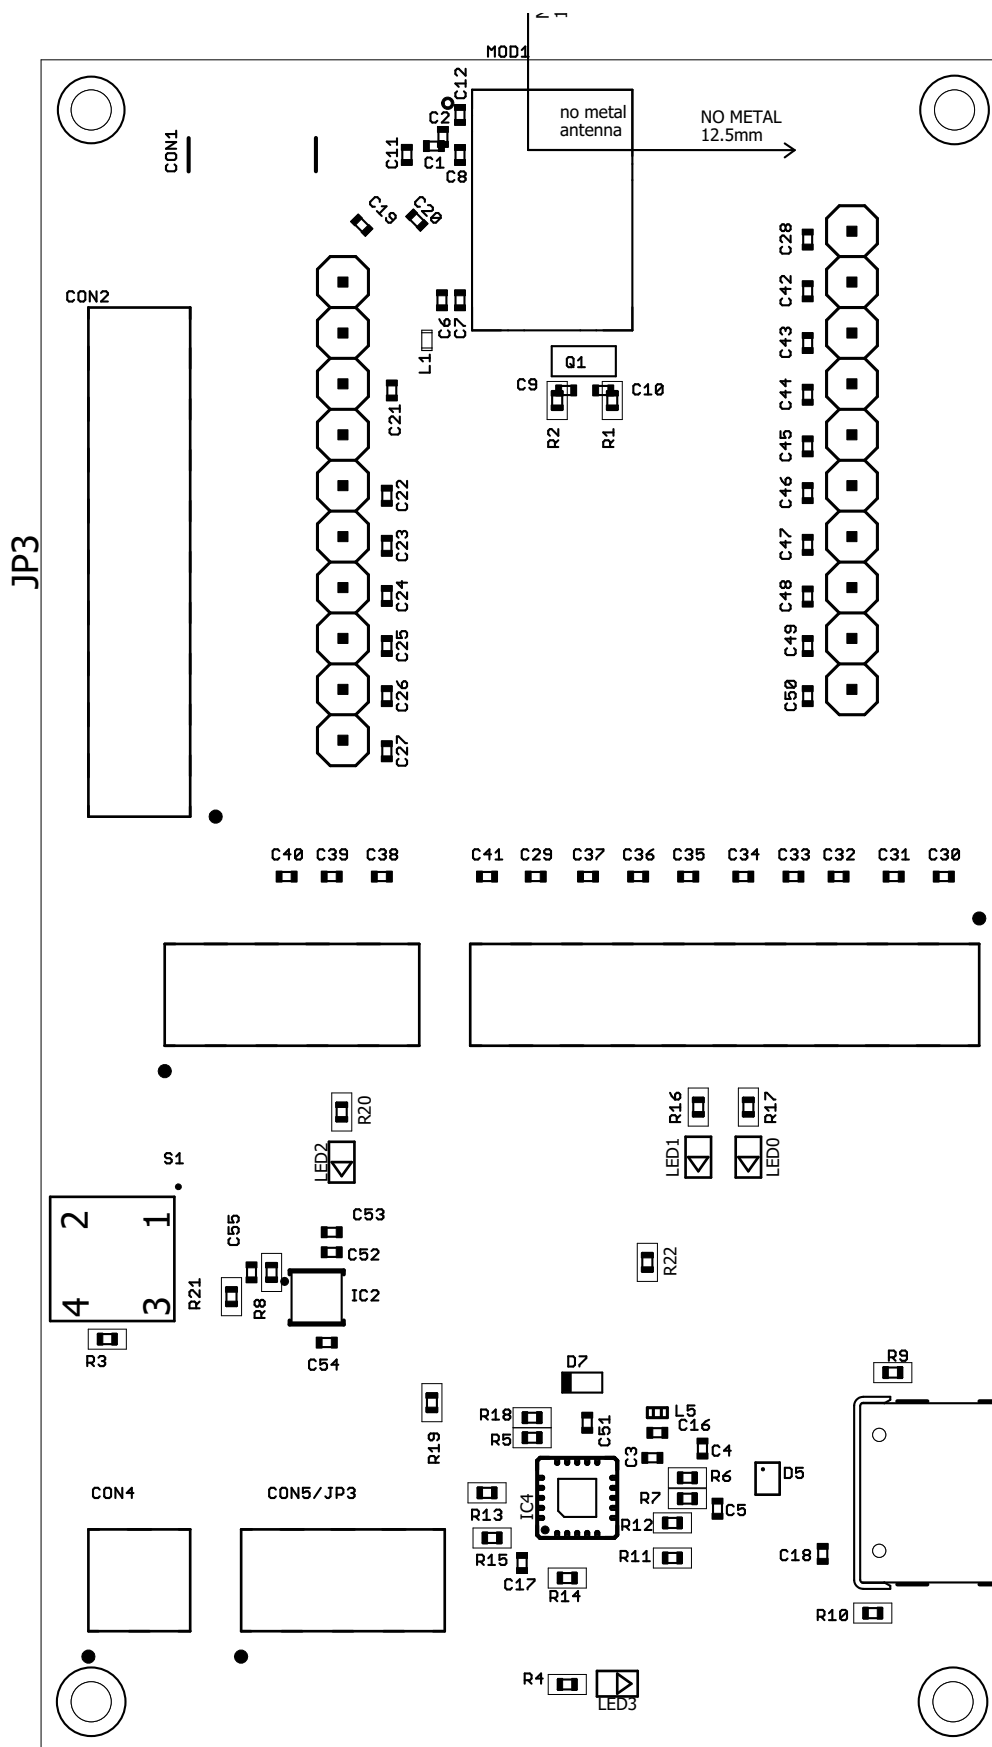 MOD1
C12
no metal
antenna
NO METAL
12.5mm
CON1
C2
C11
C1
C8
C19
C20
C28
CON2
C42
C6
C7
C43
L1
Q1
C9
C10
C44
C21
R2
R1
C45
C22
C46
JP3
C23
C47
C24
C48
C25
C49
C26
C50
C27
C40
C39
C38
C41
C29
C37
C36
C35
C34
C33
C32
C31
C30
R20
R16
R17
LED2
LED1
LED0
S1
2
1
C55
C53
C52
R22
4
3
R21
R8
IC2
R3
C54
D7
R9
R18
C51
L5
C16
R19
R5
C3
C4
R6
D5
CON4
CON5/JP3
R7
R13
IC4
C5
R12
R15
R11
C18
C17
R14
R10
R4
LED3